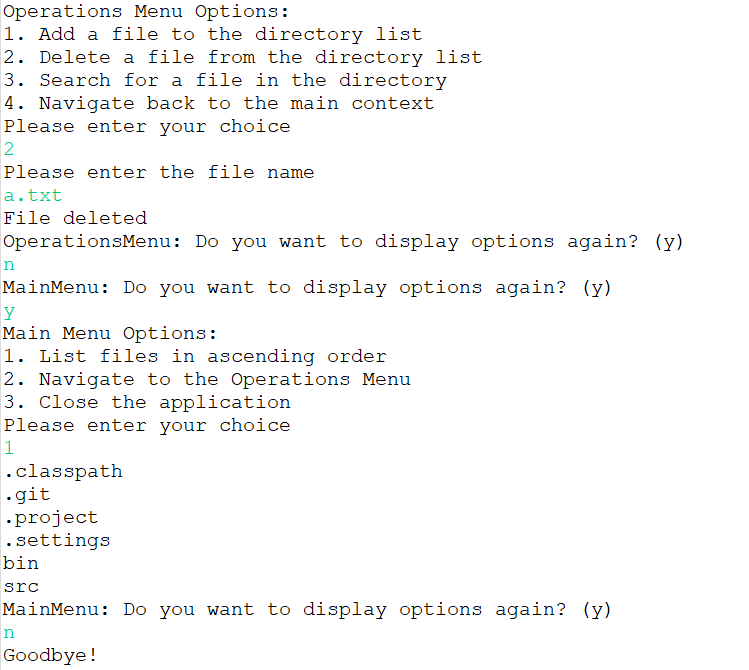 Operations Menu Options:
1. Add a file to the directory list
2. Delete a file from the directory list
3. Search for a file in the directory
4. Navigate back to the main context
Please enter your choice
2
Please enter the file name
a.txt
File deleted
OperationsMenu: Do you want to display options again? (y)
n
MainMenu: Do you want to display options again? (y)
y
Main Menu Options:
1. List files in ascending order
2. Navigate to the Operations Menu
3. Close the application
Please enter your choice
1
.classpath
.git
.project
.settings
bin
src
MainMenu: Do you want to display options again? (y)
n
Goodbye!